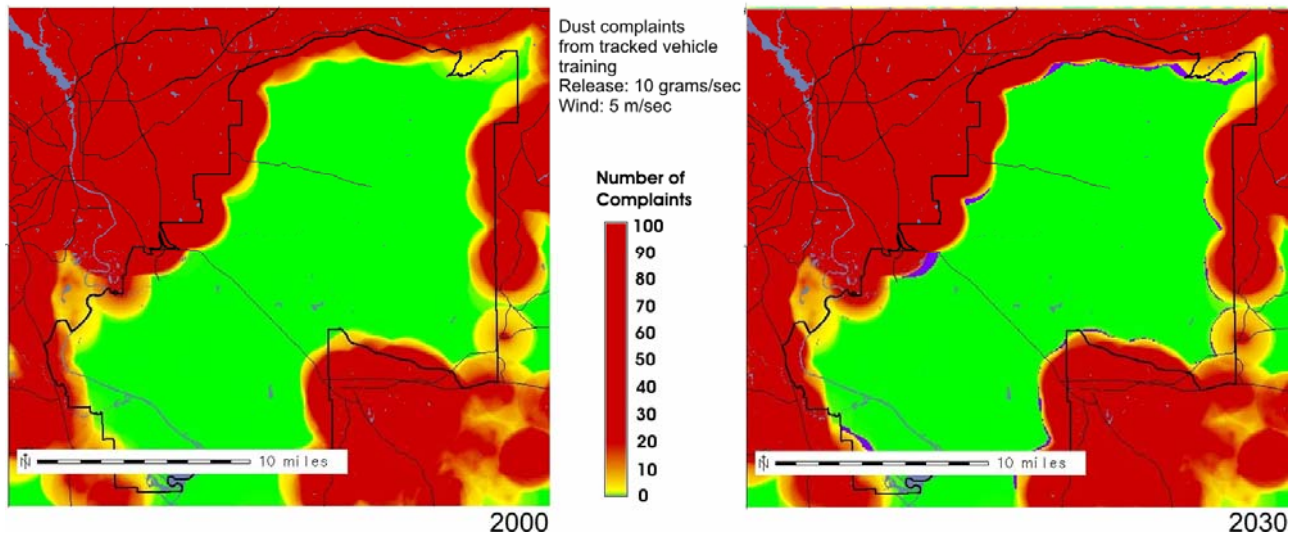 Dust complaints
from tracked vehicle
training
Release: 10 grams/sec
Wind: 5 m/sec
Number of
Complaints
100
90
80
70
60
50
40
30
20
10
0
N
10 miles
2000
N
10 miles
2030